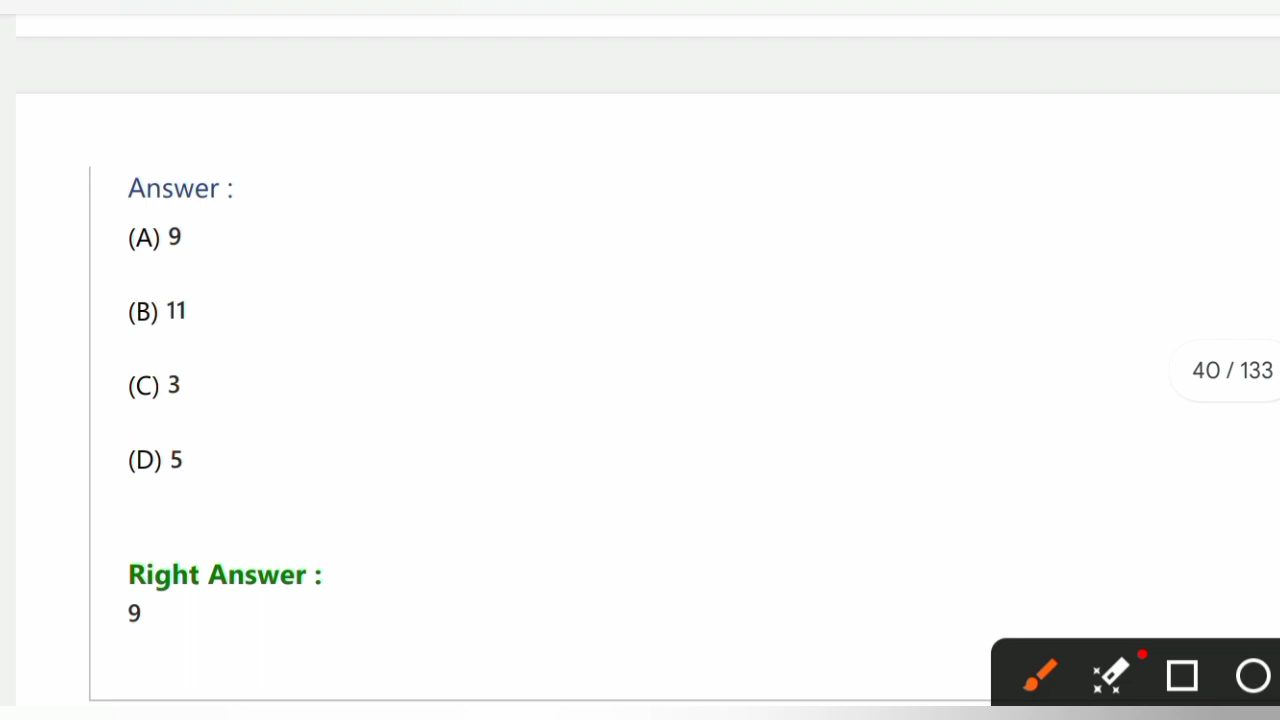 Answer :
(A) 9
(B) 11
(C) 3
(D) 5
40 / 133
Right Answer :
9